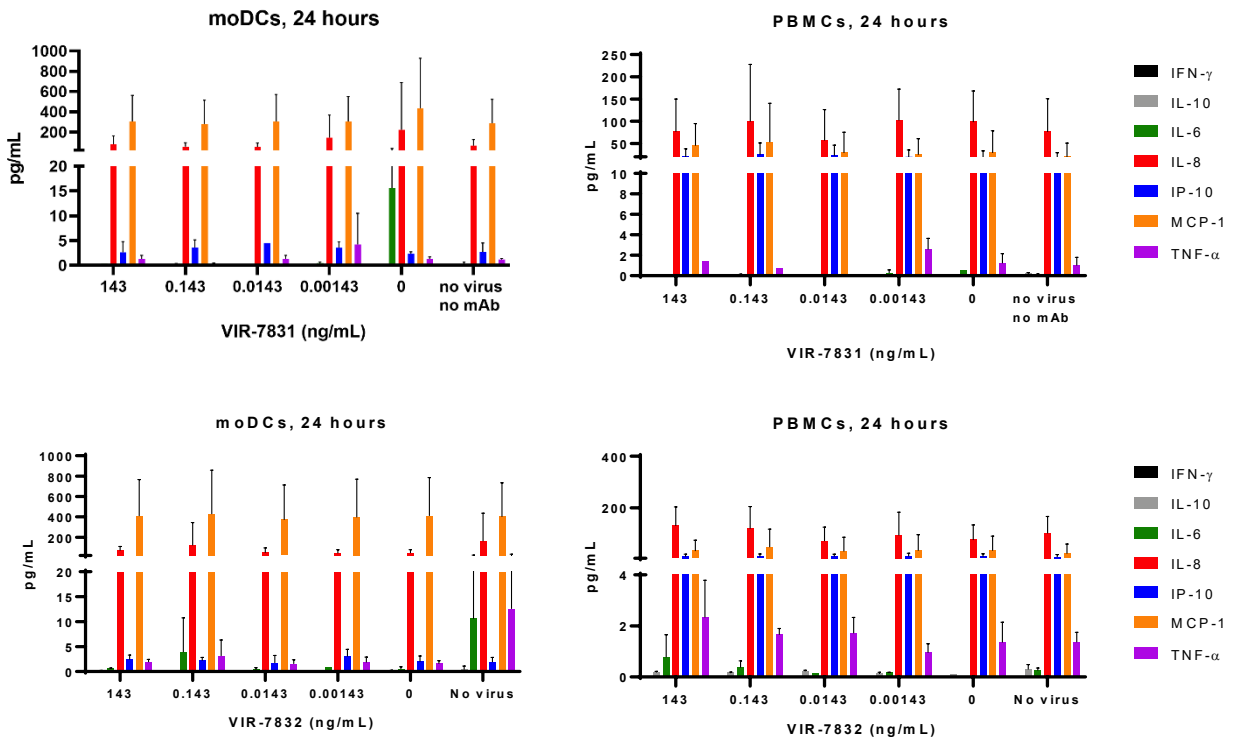 moDCs, 24 hours
pg/mL
1000
800
600
400
200
20
15
10
5
0
143 0.143 0.0143 0.00143 0 no virus
no mAb
VIR-7831 (ng/mL)
PBMCs, 24 hours
pg/mL
250
200
150
100
50
10
8
6
4
2
0
143 0.143 0.0143 0.00143 0 no virus
no mAb
VIR-7831 (ng/mL)
IFN-γ
IL-10
IL-6
IL-8
IP-10
MCP-1
TNF-α
moDCs, 24 hours
pg/mL
1000
800
600
400
200
20
15
10
5
0
143 0.143 0.0143 0.00143 0 No virus
VIR-7832 (ng/mL)
PBMCs, 24 hours
pg/mL
400
200
4
2
0
143 0.143 0.0143 0.00143 0 No virus
VIR-7832 (ng/mL)
IFN-γ
IL-10
IL-6
IL-8
IP-10
MCP-1
TNF-α